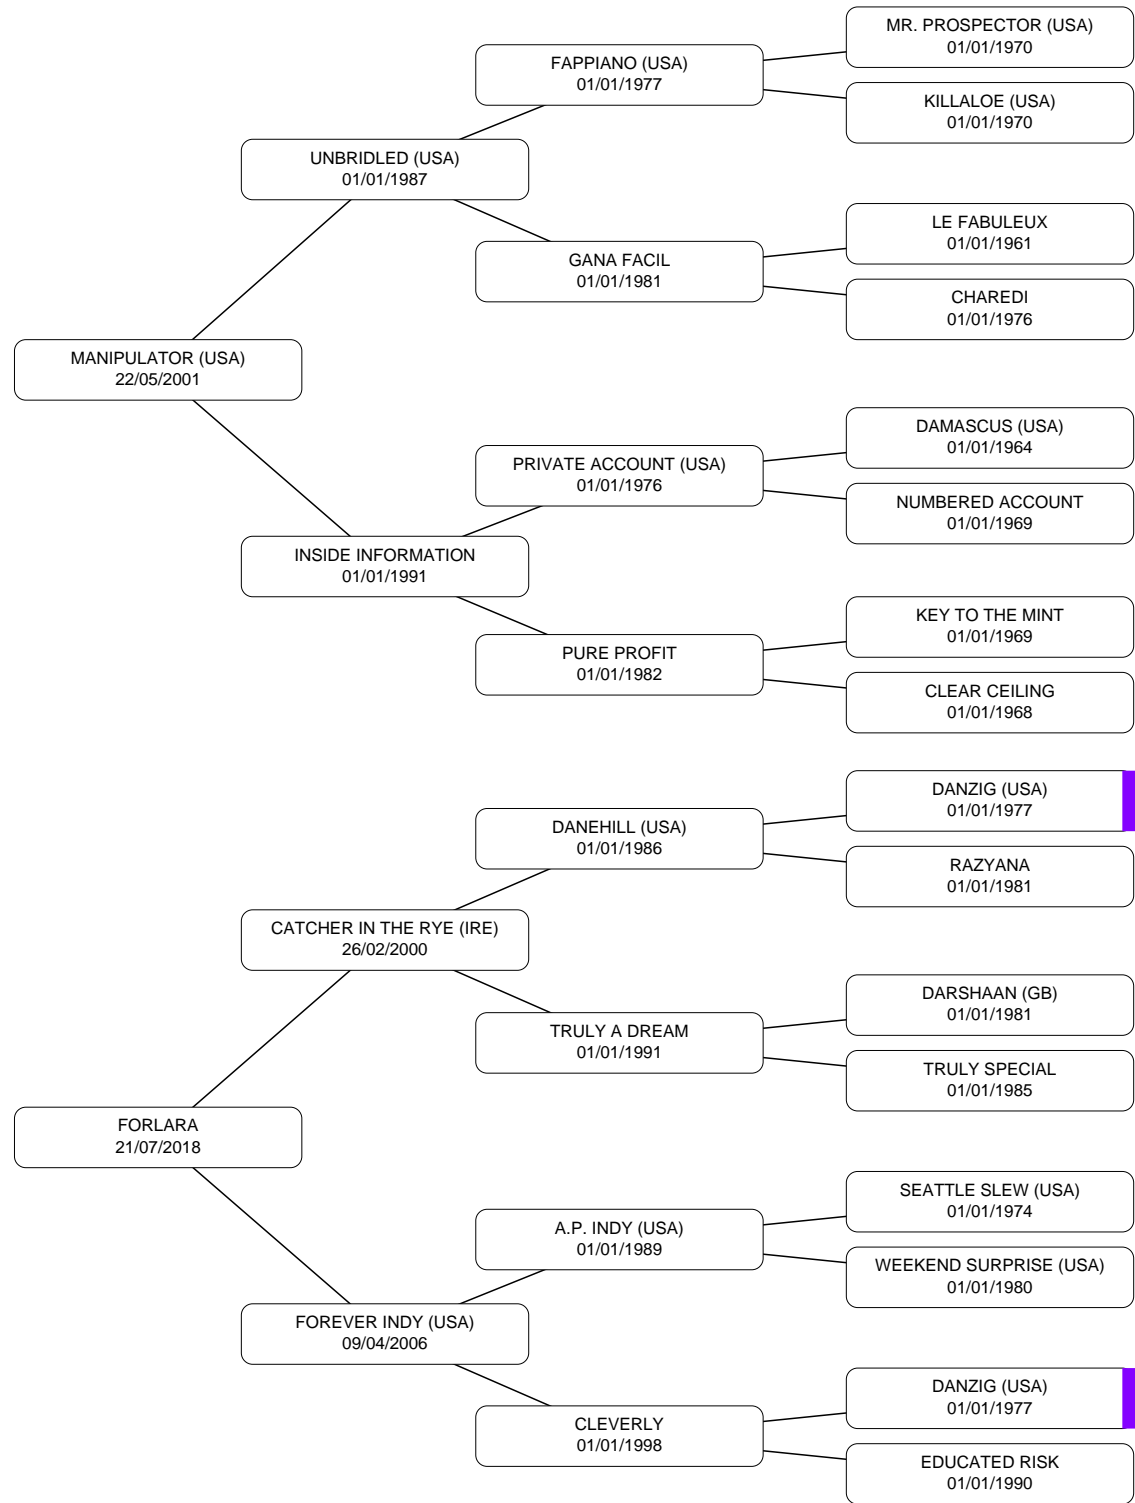 MR. PROSPECTOR (USA)
01/01/1970
FAPPIANO (USA)
01/01/1977
KILLALOE (USA)
01/01/1970
UNBRIDLED (USA)
01/01/1987
LE FABULEUX
01/01/1961
GANA FACIL
01/01/1981
CHAREDI
01/01/1976
MANIPULATOR (USA)
22/05/2001
DAMASCUS (USA)
01/01/1964
PRIVATE ACCOUNT (USA)
01/01/1976
NUMBERED ACCOUNT
01/01/1969
INSIDE INFORMATION
01/01/1991
KEY TO THE MINT
01/01/1969
PURE PROFIT
01/01/1982
CLEAR CEILING
01/01/1968
DANZIG (USA)
01/01/1977
DANEHILL (USA)
01/01/1986
RAZYANA
01/01/1981
CATCHER IN THE RYE (IRE)
26/02/2000
DARSHAAN (GB)
01/01/1981
TRULY A DREAM
01/01/1991
TRULY SPECIAL
01/01/1985
FORLARA
21/07/2018
SEATTLE SLEW (USA)
01/01/1974
A.P. INDY (USA)
01/01/1989
WEEKEND SURPRISE (USA)
01/01/1980
FOREVER INDY (USA)
09/04/2006
DANZIG (USA)
01/01/1977
CLEVERLY
01/01/1998
EDUCATED RISK
01/01/1990